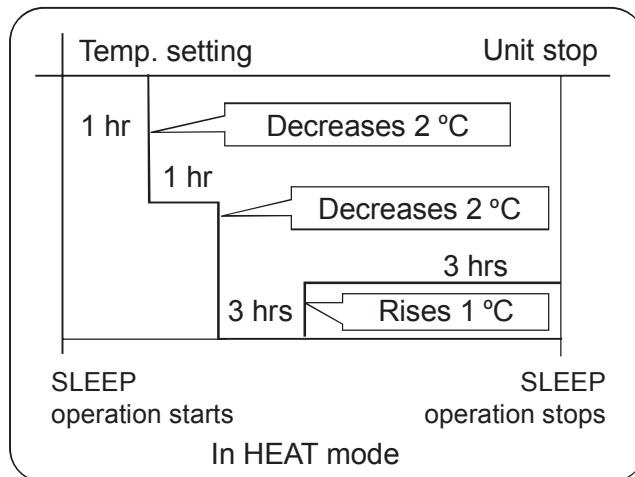 Temp. setting
Unit stop
1 hr
Decreases 2 ºC
1 hr
Decreases 2 ºC
3 hrs
3 hrs
Rises 1 ºC
SLEEP
operation starts
SLEEP
operation stops
In HEAT mode